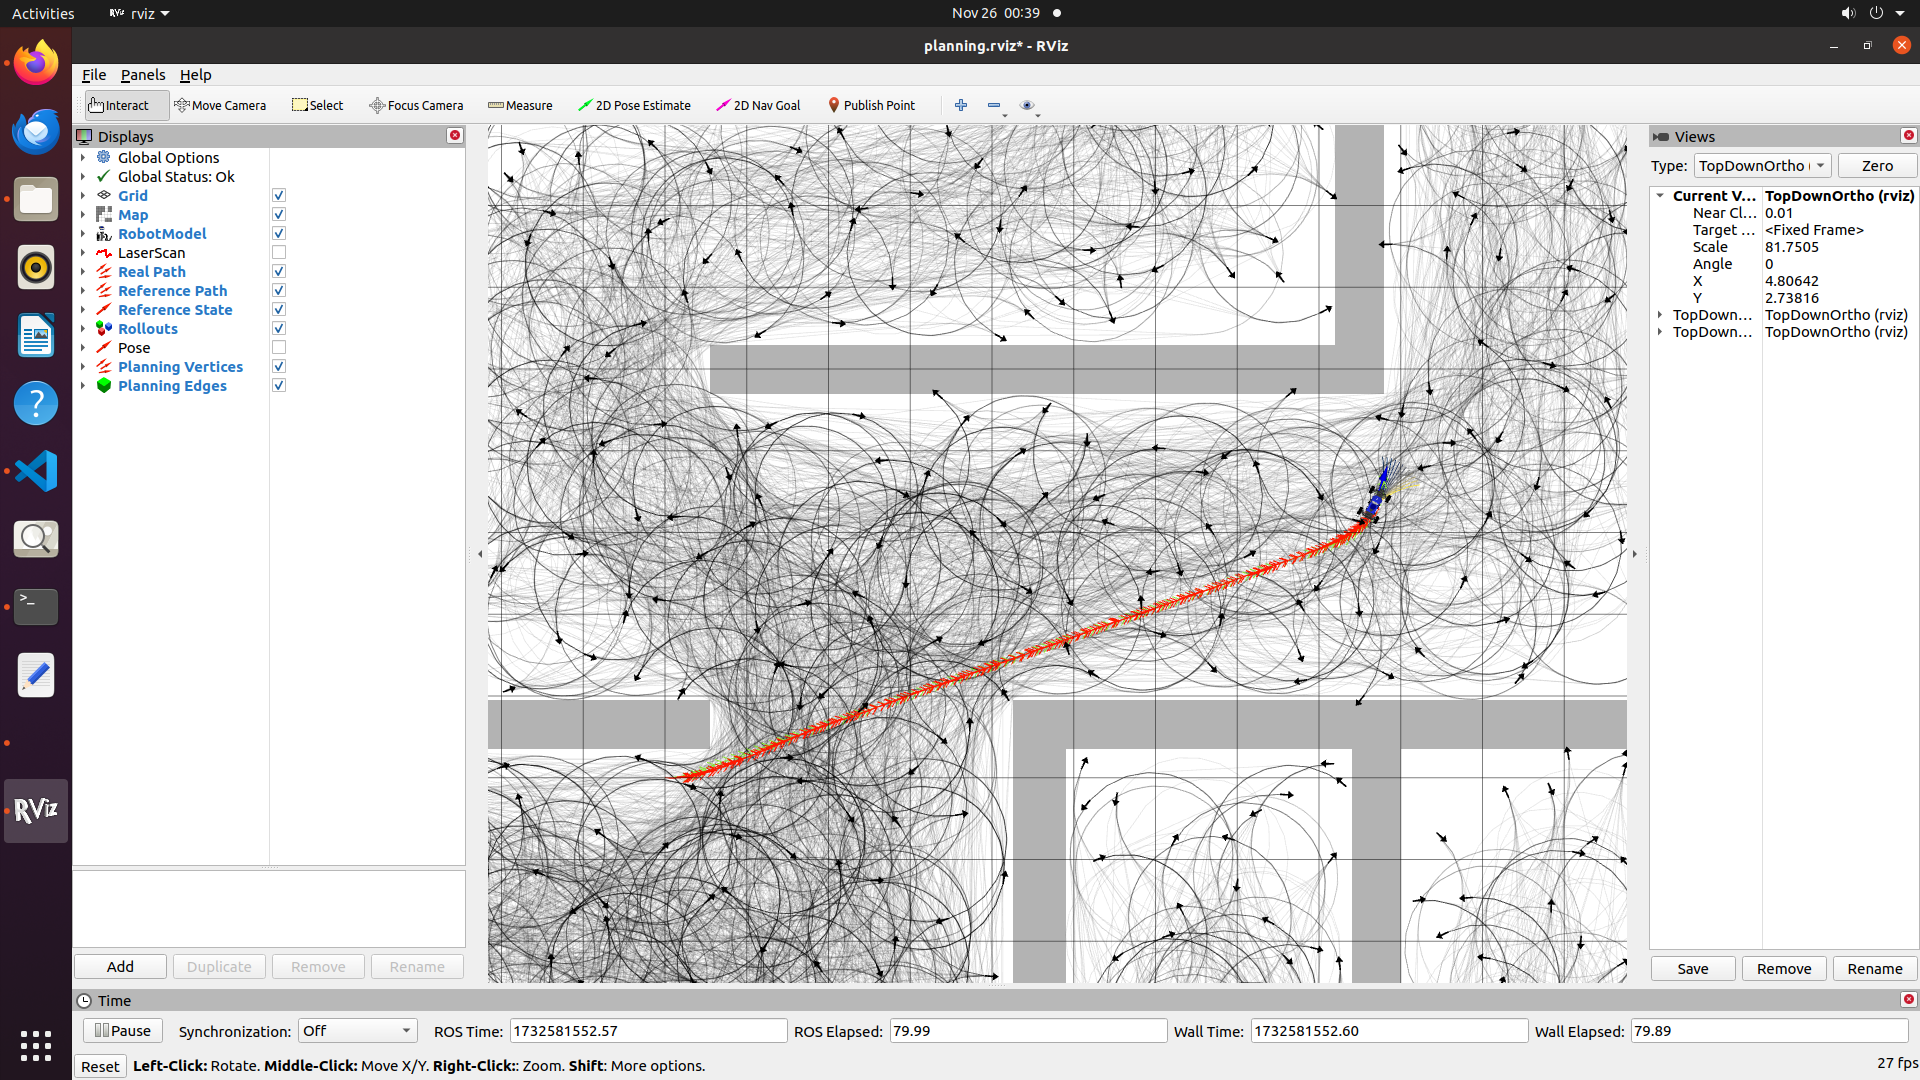 Activities
RViz rviz
Nov 26 00:39
planning.rviz* - RViz
File Panels Help
Interact Move Camera Select Focus Camera Measure 2D Pose Estimate 2D Nav Goal Publish Point
Displays
Global Options
Global Status: Ok
Grid
Map
RobotModel
LaserScan
Real Path
Reference Path
Reference State
Rollouts
Pose
Planning Vertices
Planning Edges
Add Duplicate Remove Rename
Views
Type: TopDownOrtho ( Zero
Current V... TopDownOrtho (rviz)
Near Cl... 0.01
Target ... <Fixed Frame>
Scale 81.7505
Angle 0
X 4.80642
Y 2.73816
TopDown... TopDownOrtho (rviz)
TopDown... TopDownOrtho (rviz)
Save Remove Rename
>_
?
RViz
Time
Pause Synchronization: Off ROS Time: 1732581552.57 ROS Elapsed: 79.99 Wall Time: 1732581552.60 Wall Elapsed: 79.89
Reset Left-Click: Rotate. Middle-Click: Move X/Y. Right-Click:: Zoom. Shift: More options. 27 fps